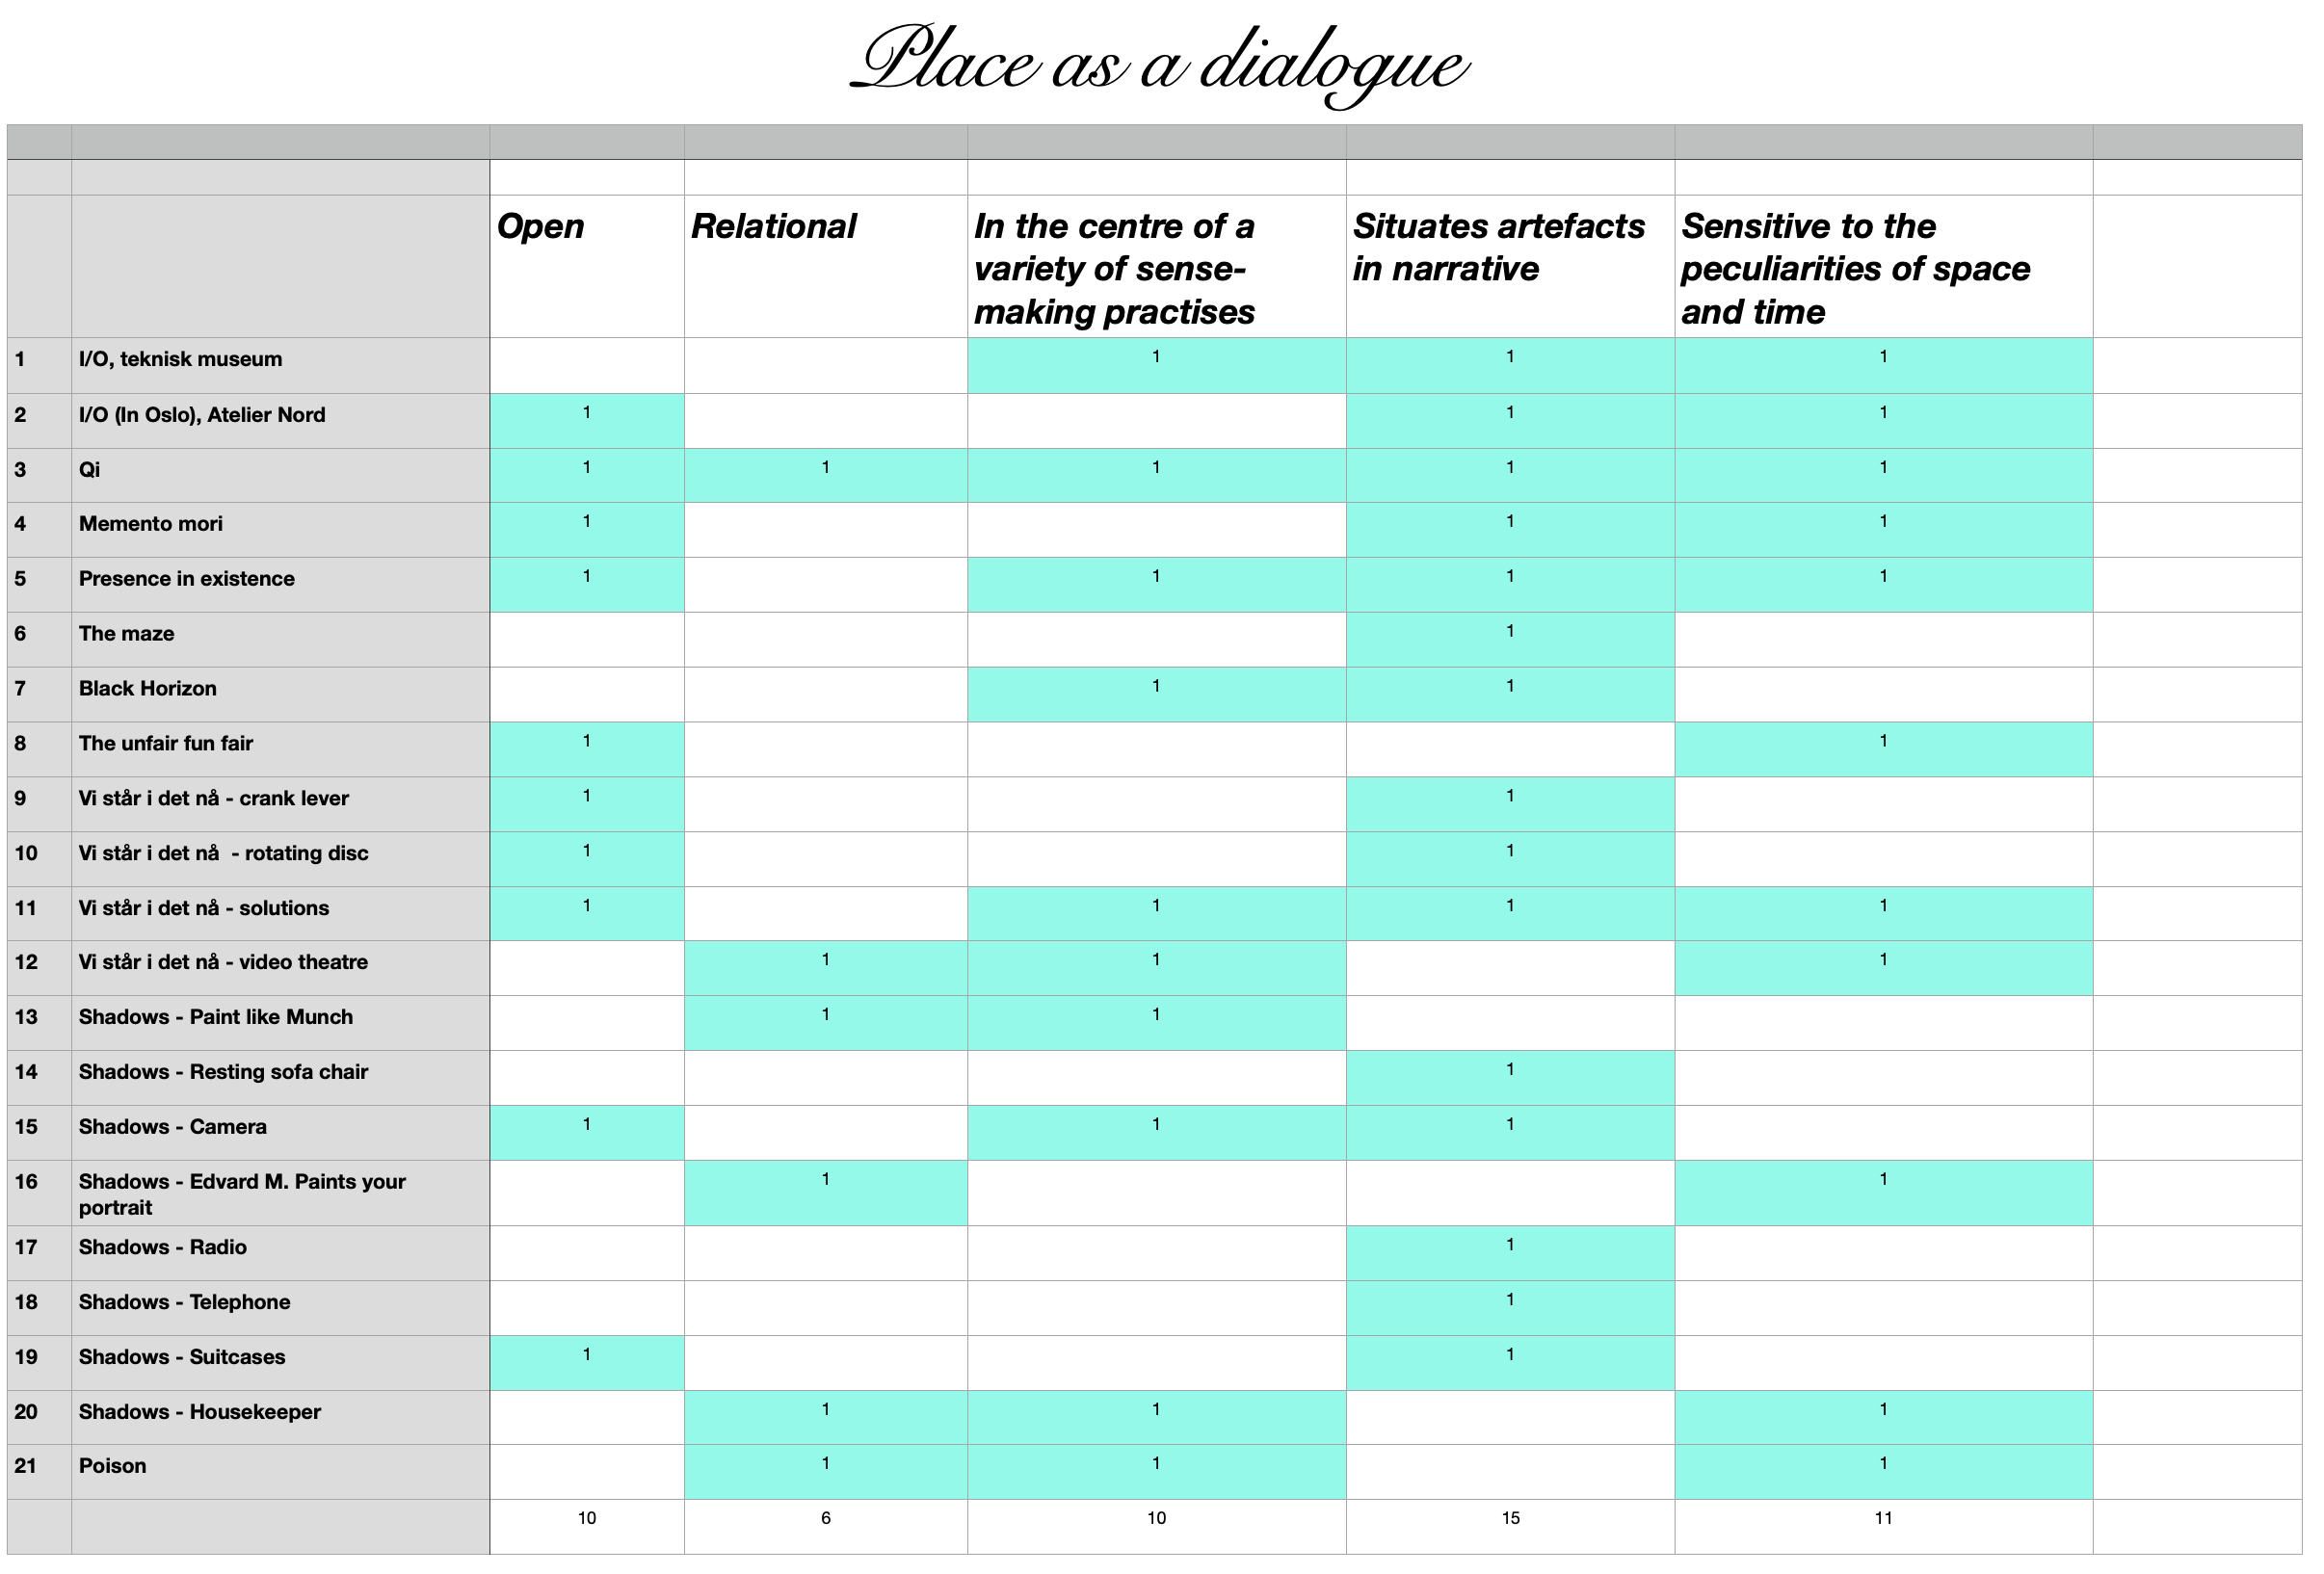 Place as a dialogue
Open Relational In the centre of a variety of sense-making practises Situates artefacts in narrative Sensitive to the peculiarities of space and time
1 I/O, teknisk museum 1 1 1
2 I/O (In Oslo), Atelier Nord 1 1 1
3 Qi 1 1 1 1 1
4 Memento mori 1 1 1
5 Presence in existence 1 1 1 1
6 The maze 1
7 Black Horizon 1 1
8 The unfair fun fair 1 1
9 Vi står i det nå - crank lever 1 1
10 Vi står i det nå  - rotating disc 1 1
11 Vi står i det nå - solutions 1 1 1 1
12 Vi står i det nå - video theatre 1 1 1
13 Shadows - Paint like Munch 1 1
14 Shadows - Resting sofa chair 1
15 Shadows - Camera 1 1 1
16 Shadows - Edvard M. Paints your portrait 1 1
17 Shadows - Radio 1
18 Shadows - Telephone 1
19 Shadows - Suitcases 1 1
20 Shadows - Housekeeper 1 1 1
21 Poison 1 1 1
10 6 10 15 11